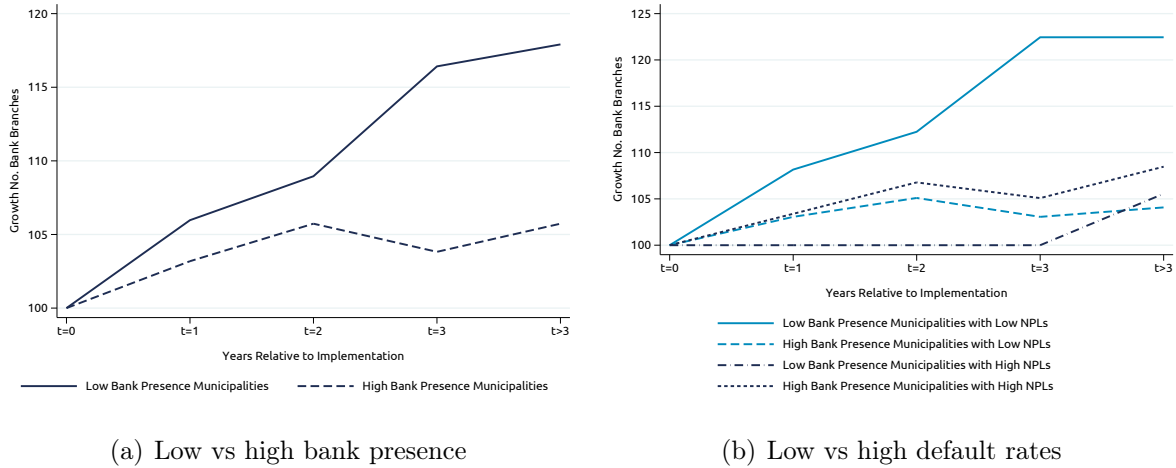 120
115
110
105
100
Growth No. Bank Branches
t=0 t=1 t=2 t=3 t>3
Years Relative to Implementation
Low Bank Presence Municipalities High Bank Presence Municipalities
(a) Low vs high bank presence
125
120
115
110
105
100
Growth No. Bank Branches
t=0 t=1 t=2 t=3 t>3
Years Relative to Implementation
Low Bank Presence Municipalities with Low NPLs
High Bank Presence Municipalities with Low NPLs
Low Bank Presence Municipalities with High NPLs
High Bank Presence Municipalities with High NPLs
(b) Low vs high default rates